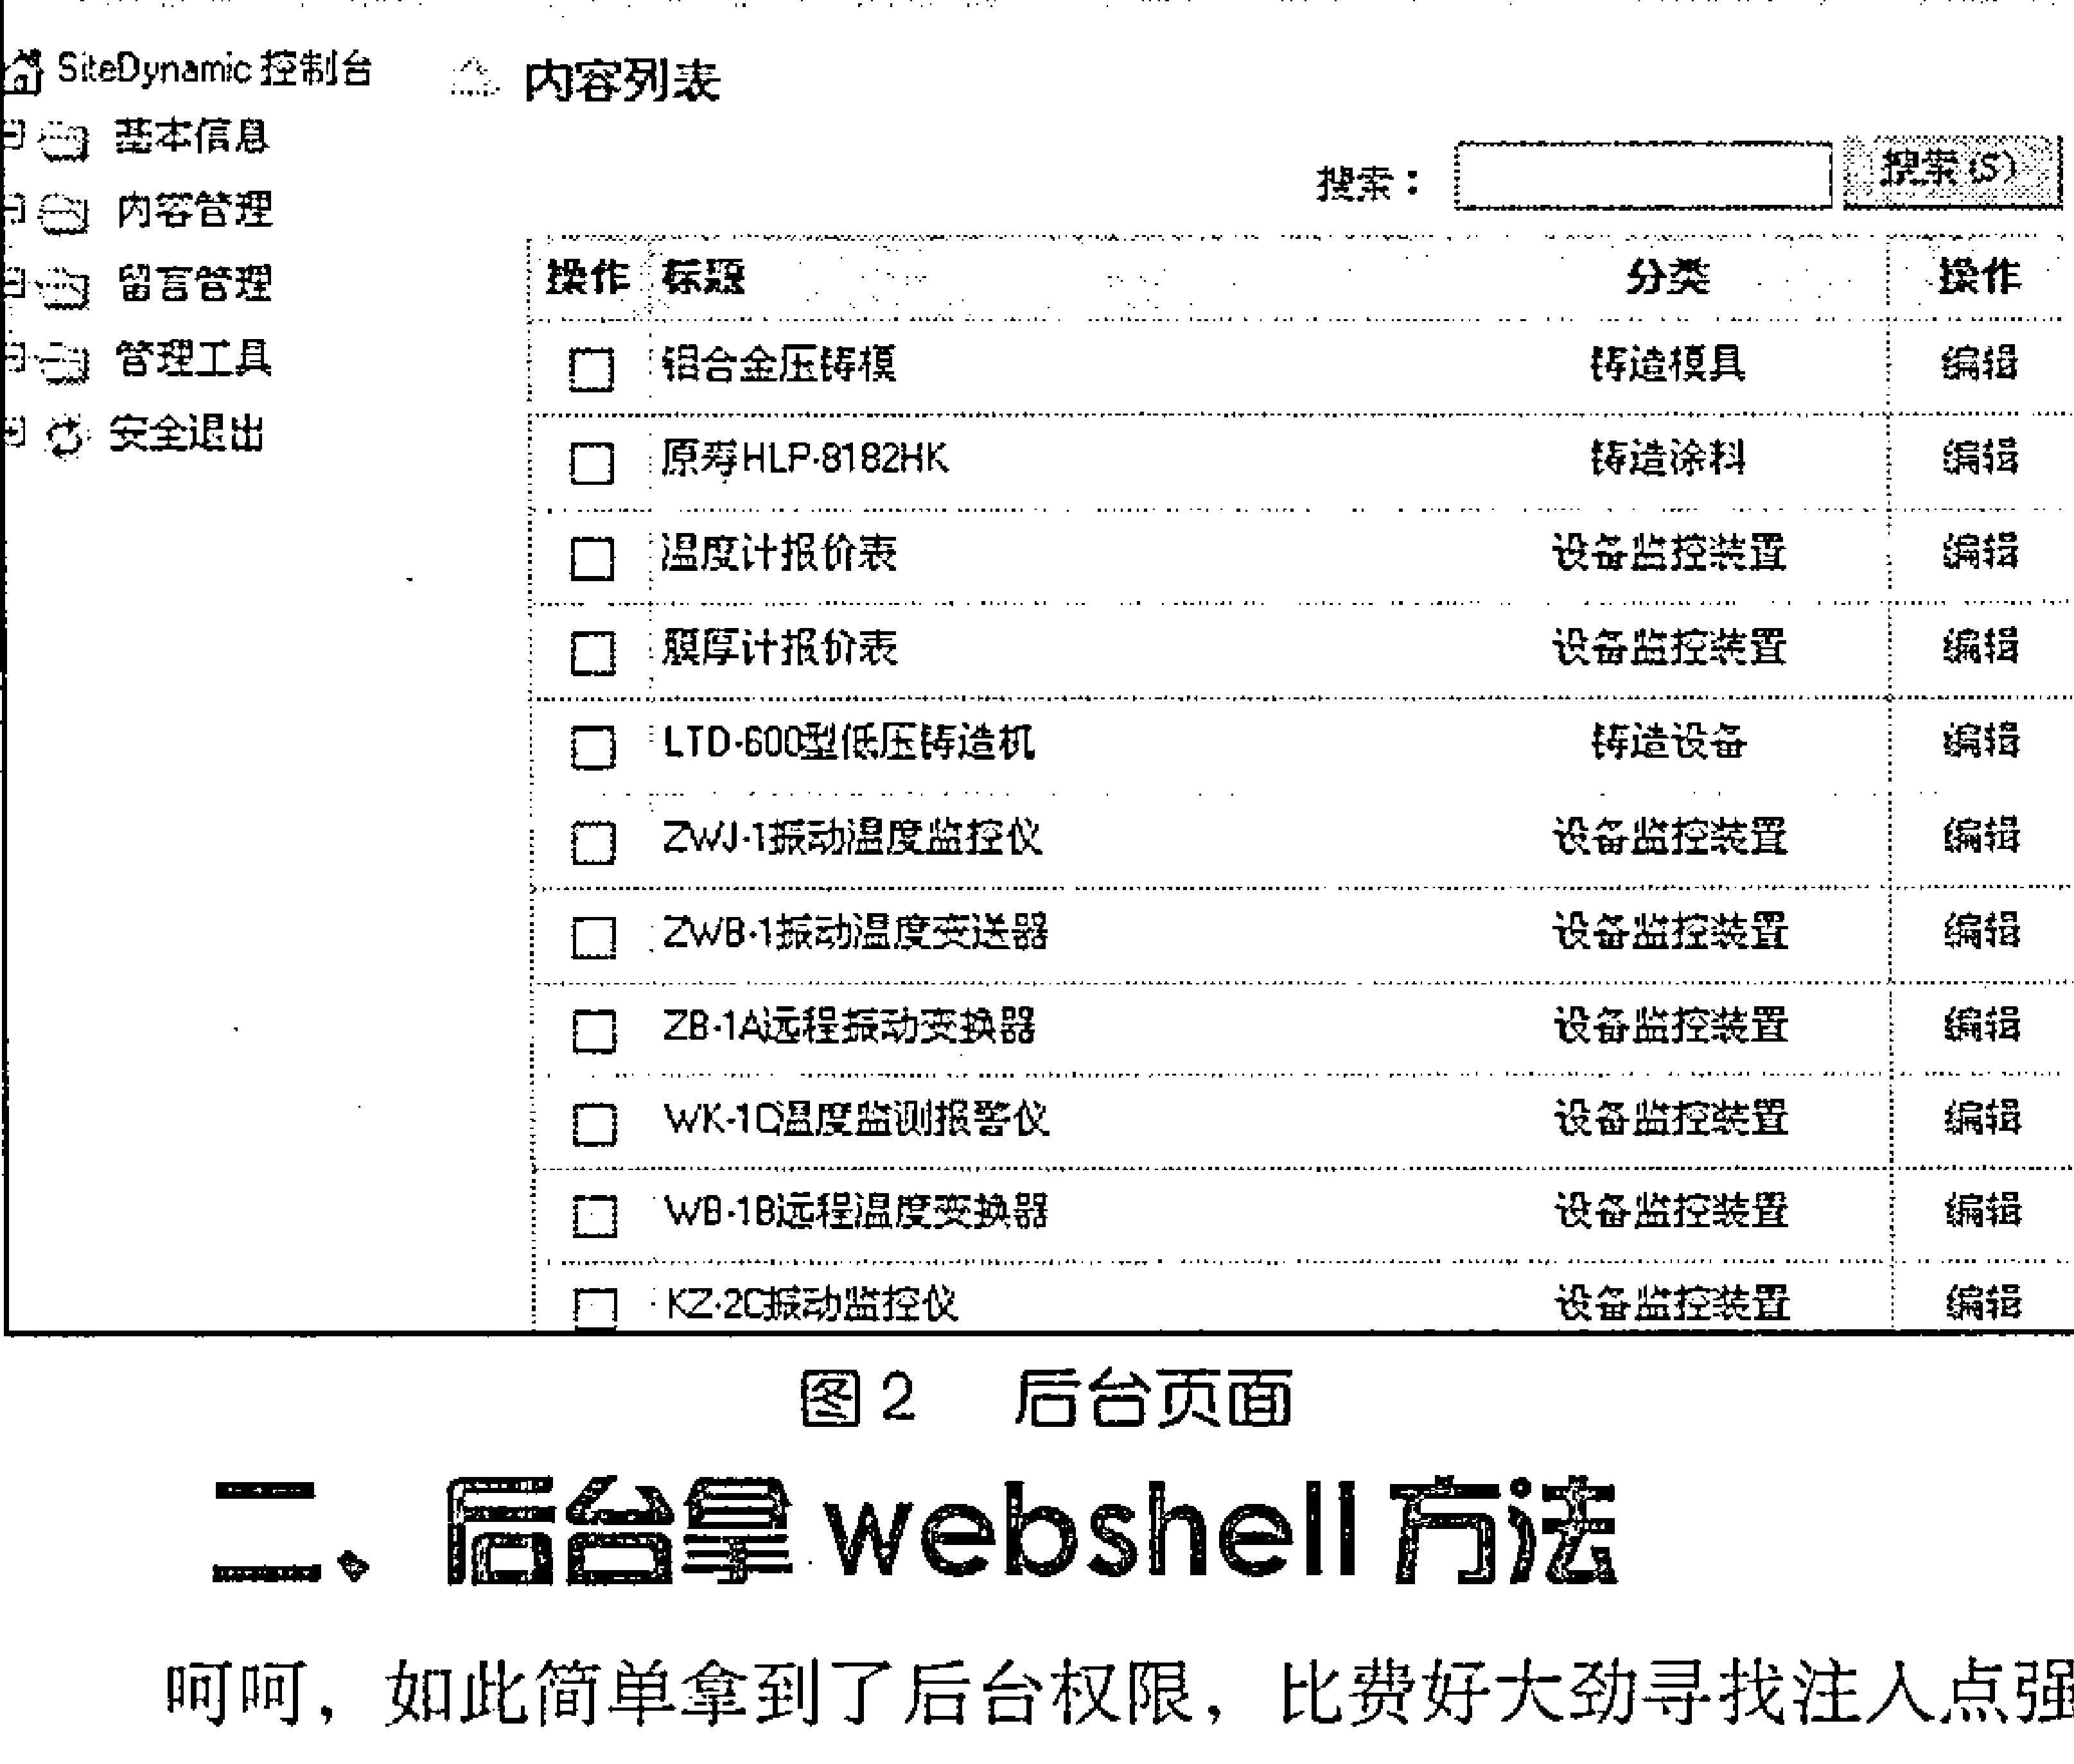 SiteDynamic 控制台
基本信息
内容管理
留言管理
管理工具
安全退出
内容列表
搜索： 搜索(S)
操作 标题 分类 操作
铝合金压铸模 铸造模具 编辑
原寿HLP-8182HK 铸造涂料 编辑
温度计报价表 设备监控装置 编辑
膜厚计报价表 设备监控装置 编辑
LTD-600型低压铸造机 铸造设备 编辑
ZWJ-1振动温度监控仪 设备监控装置 编辑
ZWB-1振动温度变送器 设备监控装置 编辑
ZB-1A远程振动变换器 设备监控装置 编辑
WK-1C温度监测报警仪 设备监控装置 编辑
WB-1B远程温度变换器 设备监控装置 编辑
KZ-2C振动监控仪 设备监控装置 编辑
图2 后台页面
二、后台拿webshell方法
呵呵，如此简单拿到了后台权限，比费好大劲寻找注入点强